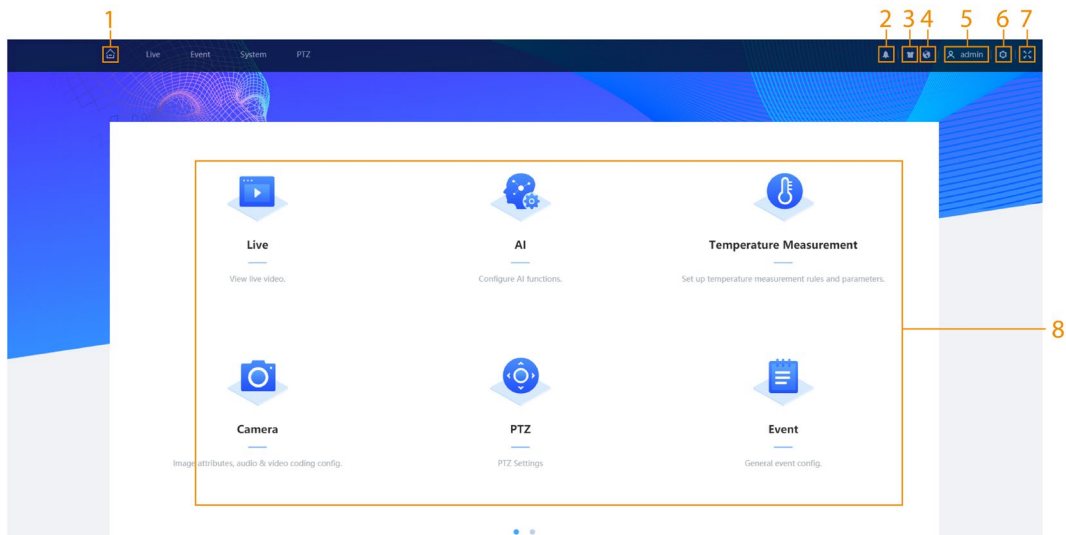 1 2 3 4 5 6 7
Live Event System PTZ admin
Live AI Temperature Measurement
View live video. Configure AI functions. Set up temperature measurement rules and parameters.
8
Camera PTZ Event
Image attributes, audio & video coding config. PTZ Settings General event config.